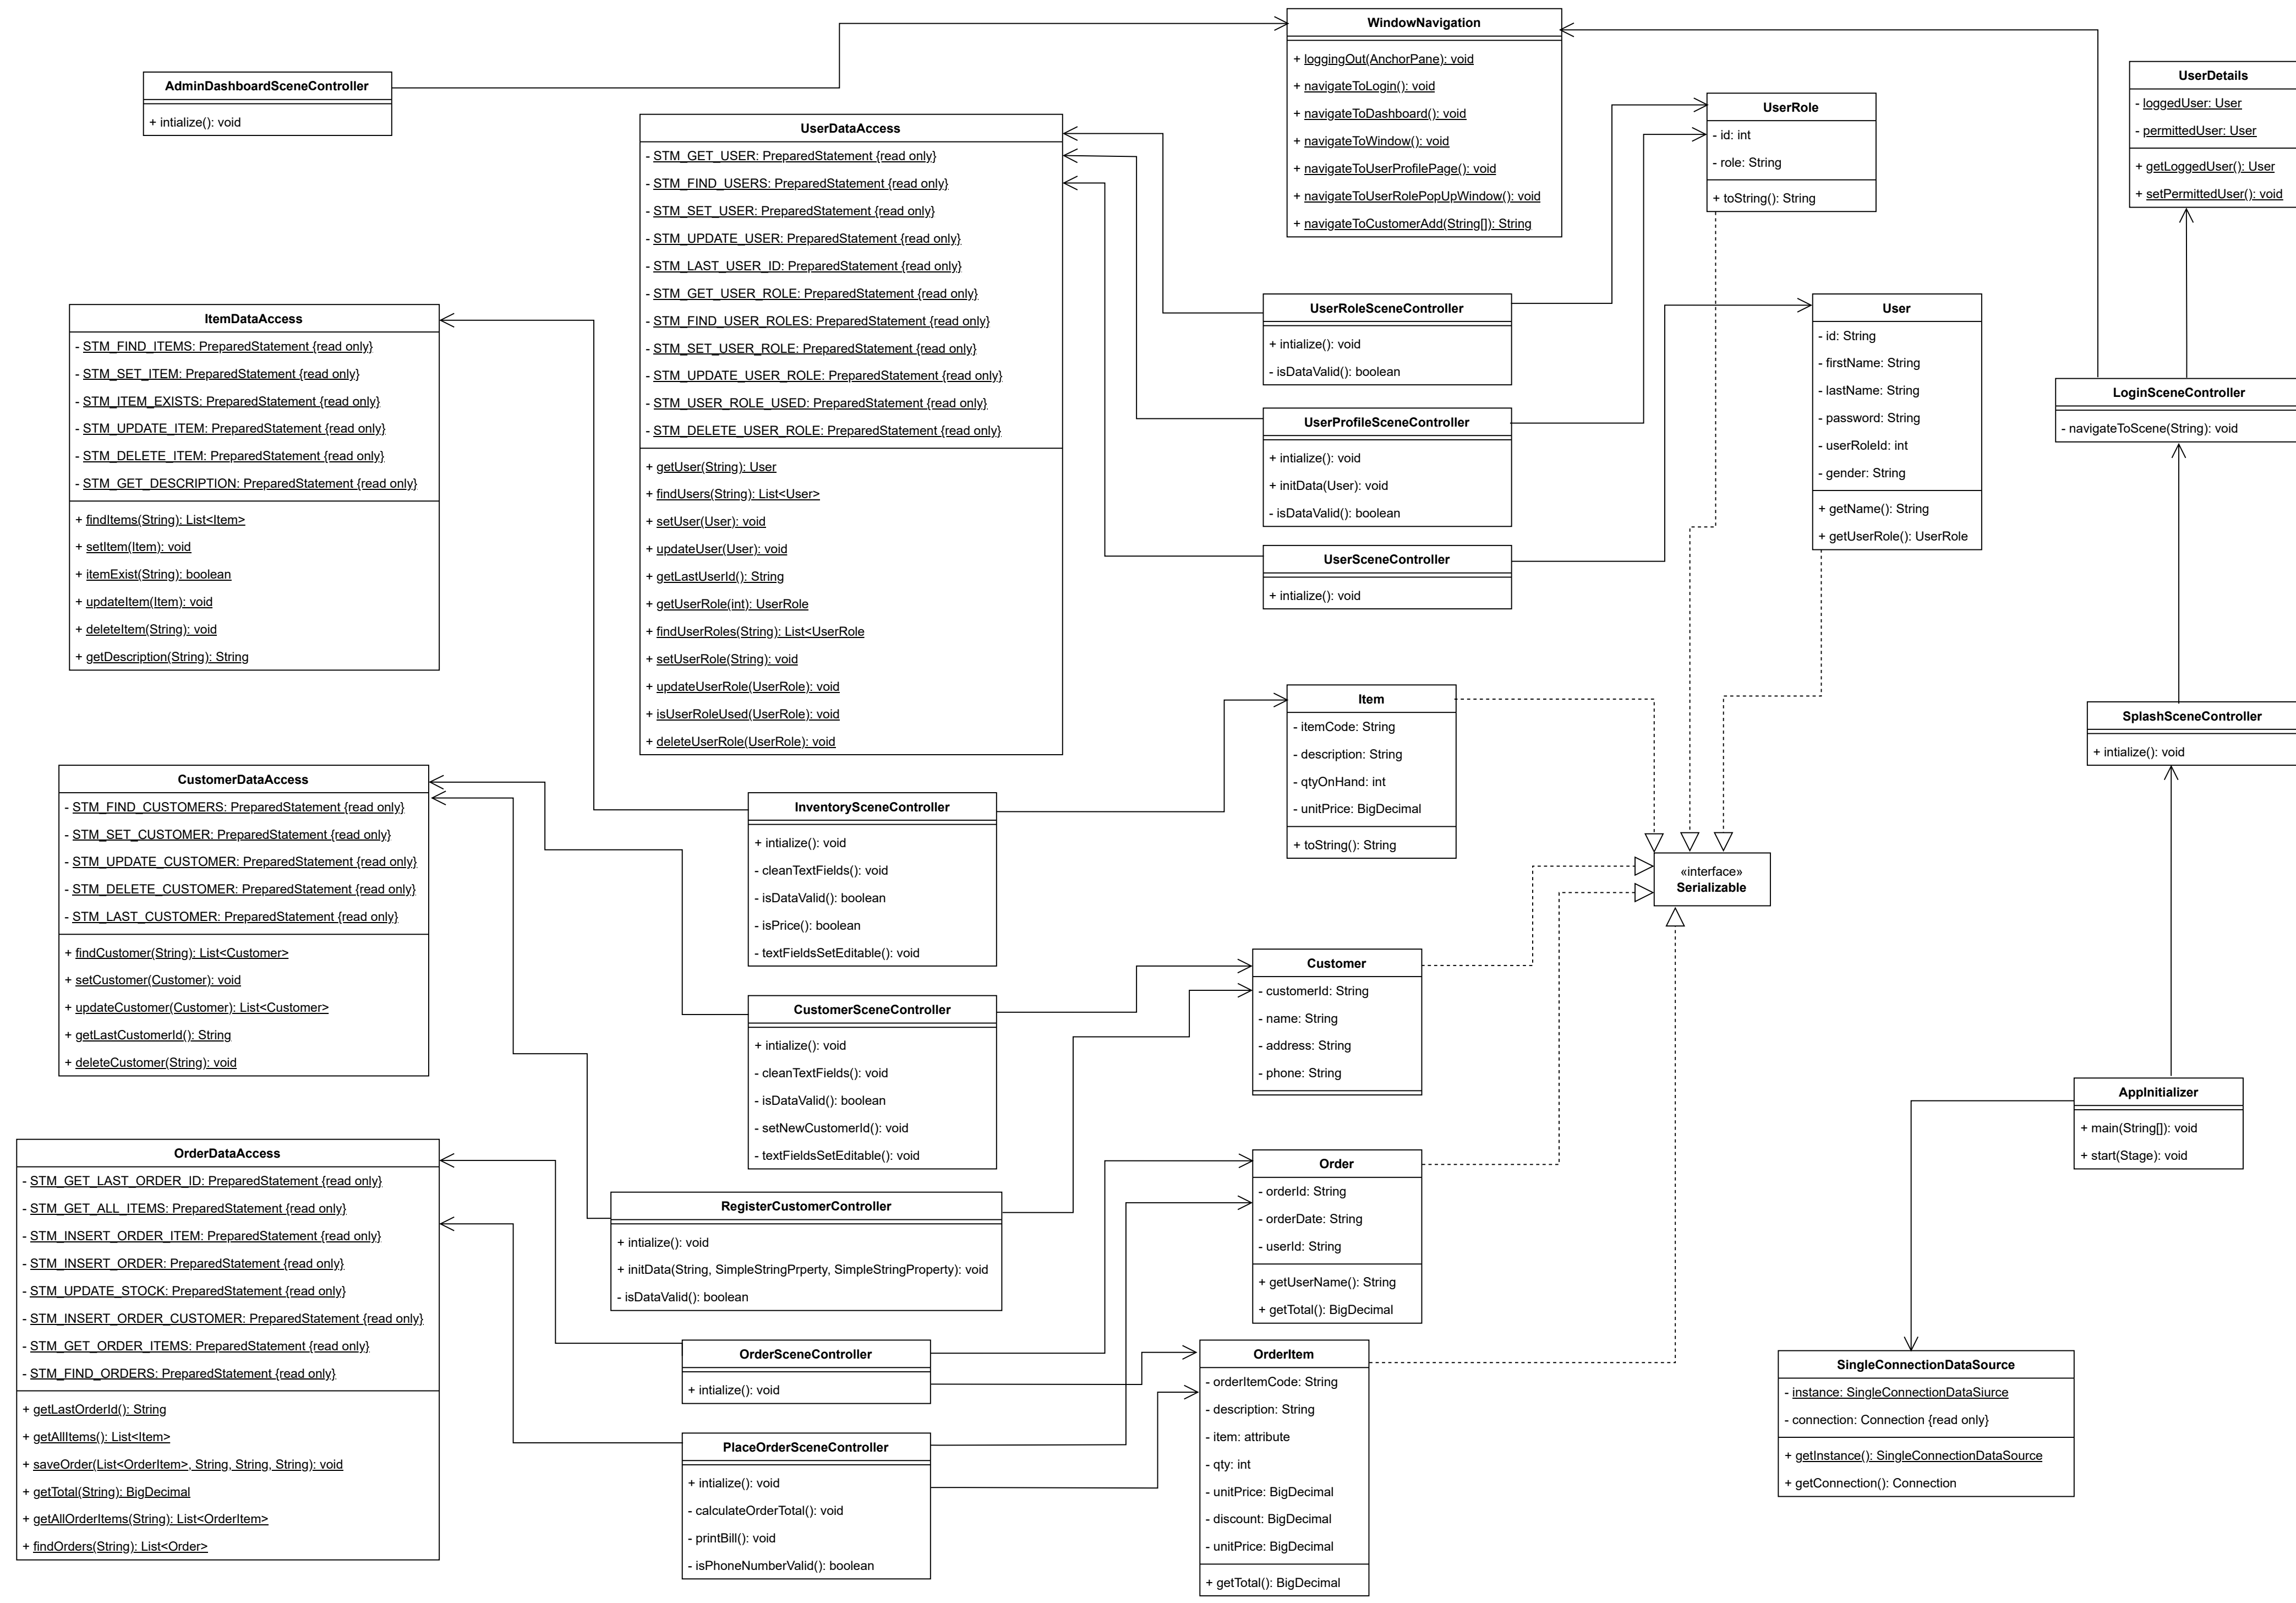 WindowNavigation
+ loggingOut(AnchorPane): void
+ navigateToLogin(): void
+ navigateToDashboard(): void
+ navigateToWindow(): void
+ navigateToUserProfilePage(): void
+ navigateToUserRolePopUpWindow(): void
+ navigateToCustomerAdd(String[]): String
AdminDashboardSceneController
+ intialize(): void
UserDetails
- loggedUser: User
- permittedUser: User
+ getLoggedUser(): User
+ setPermittedUser(): void
UserRole
- id: int
- role: String
+ toString(): String
UserDataAccess
- STM_GET_USER: PreparedStatement {read only}
- STM_FIND_USERS: PreparedStatement {read only}
- STM_SET_USER: PreparedStatement {read only}
- STM_UPDATE_USER: PreparedStatement {read only}
- STM_LAST_USER_ID: PreparedStatement {read only}
- STM_GET_USER_ROLE: PreparedStatement {read only}
- STM_FIND_USER_ROLES: PreparedStatement {read only}
- STM_SET_USER_ROLE: PreparedStatement {read only}
- STM_UPDATE_USER_ROLE: PreparedStatement {read only}
- STM_USER_ROLE_USED: PreparedStatement {read only}
- STM_DELETE_USER_ROLE: PreparedStatement {read only}
+ getUser(String): User
+ findUsers(String): List<User>
+ setUser(User): void
+ updateUser(User): void
+ getLastUserId(): String
+ getUserRole(int): UserRole
+ findUserRoles(String): List<UserRole
+ setUserRole(String): void
+ updateUserRole(UserRole): void
+ isUserRoleUsed(UserRole): void
+ deleteUserRole(UserRole): void
UserRoleSceneController
+ intialize(): void
- isDataValid(): boolean
User
- id: String
- firstName: String
- lastName: String
- password: String
- userRoleId: int
- gender: String
+ getName(): String
+ getUserRole(): UserRole
ItemDataAccess
- STM_FIND_ITEMS: PreparedStatement {read only}
- STM_SET_ITEM: PreparedStatement {read only}
- STM_ITEM_EXISTS: PreparedStatement {read only}
- STM_UPDATE_ITEM: PreparedStatement {read only}
- STM_DELETE_ITEM: PreparedStatement {read only}
- STM_GET_DESCRIPTION: PreparedStatement {read only}
+ findItems(String): List<Item>
+ setItem(Item): void
+ itemExist(String): boolean
+ updateItem(Item): void
+ deleteItem(String): void
+ getDescription(String): String
LoginSceneController
- navigateToScene(String): void
UserProfileSceneController
+ intialize(): void
+ initData(User): void
- isDataValid(): boolean
UserSceneController
+ intialize(): void
Item
- itemCode: String
- description: String
- qtyOnHand: int
- unitPrice: BigDecimal
+ toString(): String
SplashSceneController
+ intialize(): void
CustomerDataAccess
- STM_FIND_CUSTOMERS: PreparedStatement {read only}
- STM_SET_CUSTOMER: PreparedStatement {read only}
- STM_UPDATE_CUSTOMER: PreparedStatement {read only}
- STM_DELETE_CUSTOMER: PreparedStatement {read only}
- STM_LAST_CUSTOMER: PreparedStatement {read only}
+ findCustomer(String): List<Customer>
+ setCustomer(Customer): void
+ updateCustomer(Customer): List<Customer>
+ getLastCustomerId(): String
+ deleteCustomer(String): void
InventorySceneController
+ intialize(): void
- cleanTextFields(): void
- isDataValid(): boolean
- isPrice(): boolean
- textFieldsSetEditable(): void
«interface»
Serializable
Customer
- customerId: String
- name: String
- address: String
- phone: String
CustomerSceneController
+ intialize(): void
- cleanTextFields(): void
- isDataValid(): boolean
- setNewCustomerId(): void
- textFieldsSetEditable(): void
AppInitializer
+ main(String[]): void
+ start(Stage): void
OrderDataAccess
- STM_GET_LAST_ORDER_ID: PreparedStatement {read only}
- STM_GET_ALL_ITEMS: PreparedStatement {read only}
- STM_INSERT_ORDER_ITEM: PreparedStatement {read only}
- STM_INSERT_ORDER: PreparedStatement {read only}
- STM_UPDATE_STOCK: PreparedStatement {read only}
- STM_INSERT_ORDER_CUSTOMER: PreparedStatement {read only}
- STM_GET_ORDER_ITEMS: PreparedStatement {read only}
- STM_FIND_ORDERS: PreparedStatement {read only}
+ getLastOrderId(): String
+ getAllItems(): List<Item>
+ saveOrder(List<OrderItem>, String, String, String): void
+ getTotal(String): BigDecimal
+ getAllOrderItems(String): List<OrderItem>
+ findOrders(String): List<Order>
Order
- orderId: String
- orderDate: String
- userId: String
+ getUserName(): String
+ getTotal(): BigDecimal
RegisterCustomerController
+ intialize(): void
+ initData(String, SimpleStringPrperty, SimpleStringProperty): void
- isDataValid(): boolean
OrderSceneController
+ intialize(): void
OrderItem
- orderItemCode: String
- description: String
- item: attribute
- qty: int
- unitPrice: BigDecimal
- discount: BigDecimal
- unitPrice: BigDecimal
+ getTotal(): BigDecimal
SingleConnectionDataSource
- instance: SingleConnectionDataSiurce
- connection: Connection {read only}
+ getInstance(): SingleConnectionDataSource
+ getConnection(): Connection
PlaceOrderSceneController
+ intialize(): void
- calculateOrderTotal(): void
- printBill(): void
- isPhoneNumberValid(): boolean